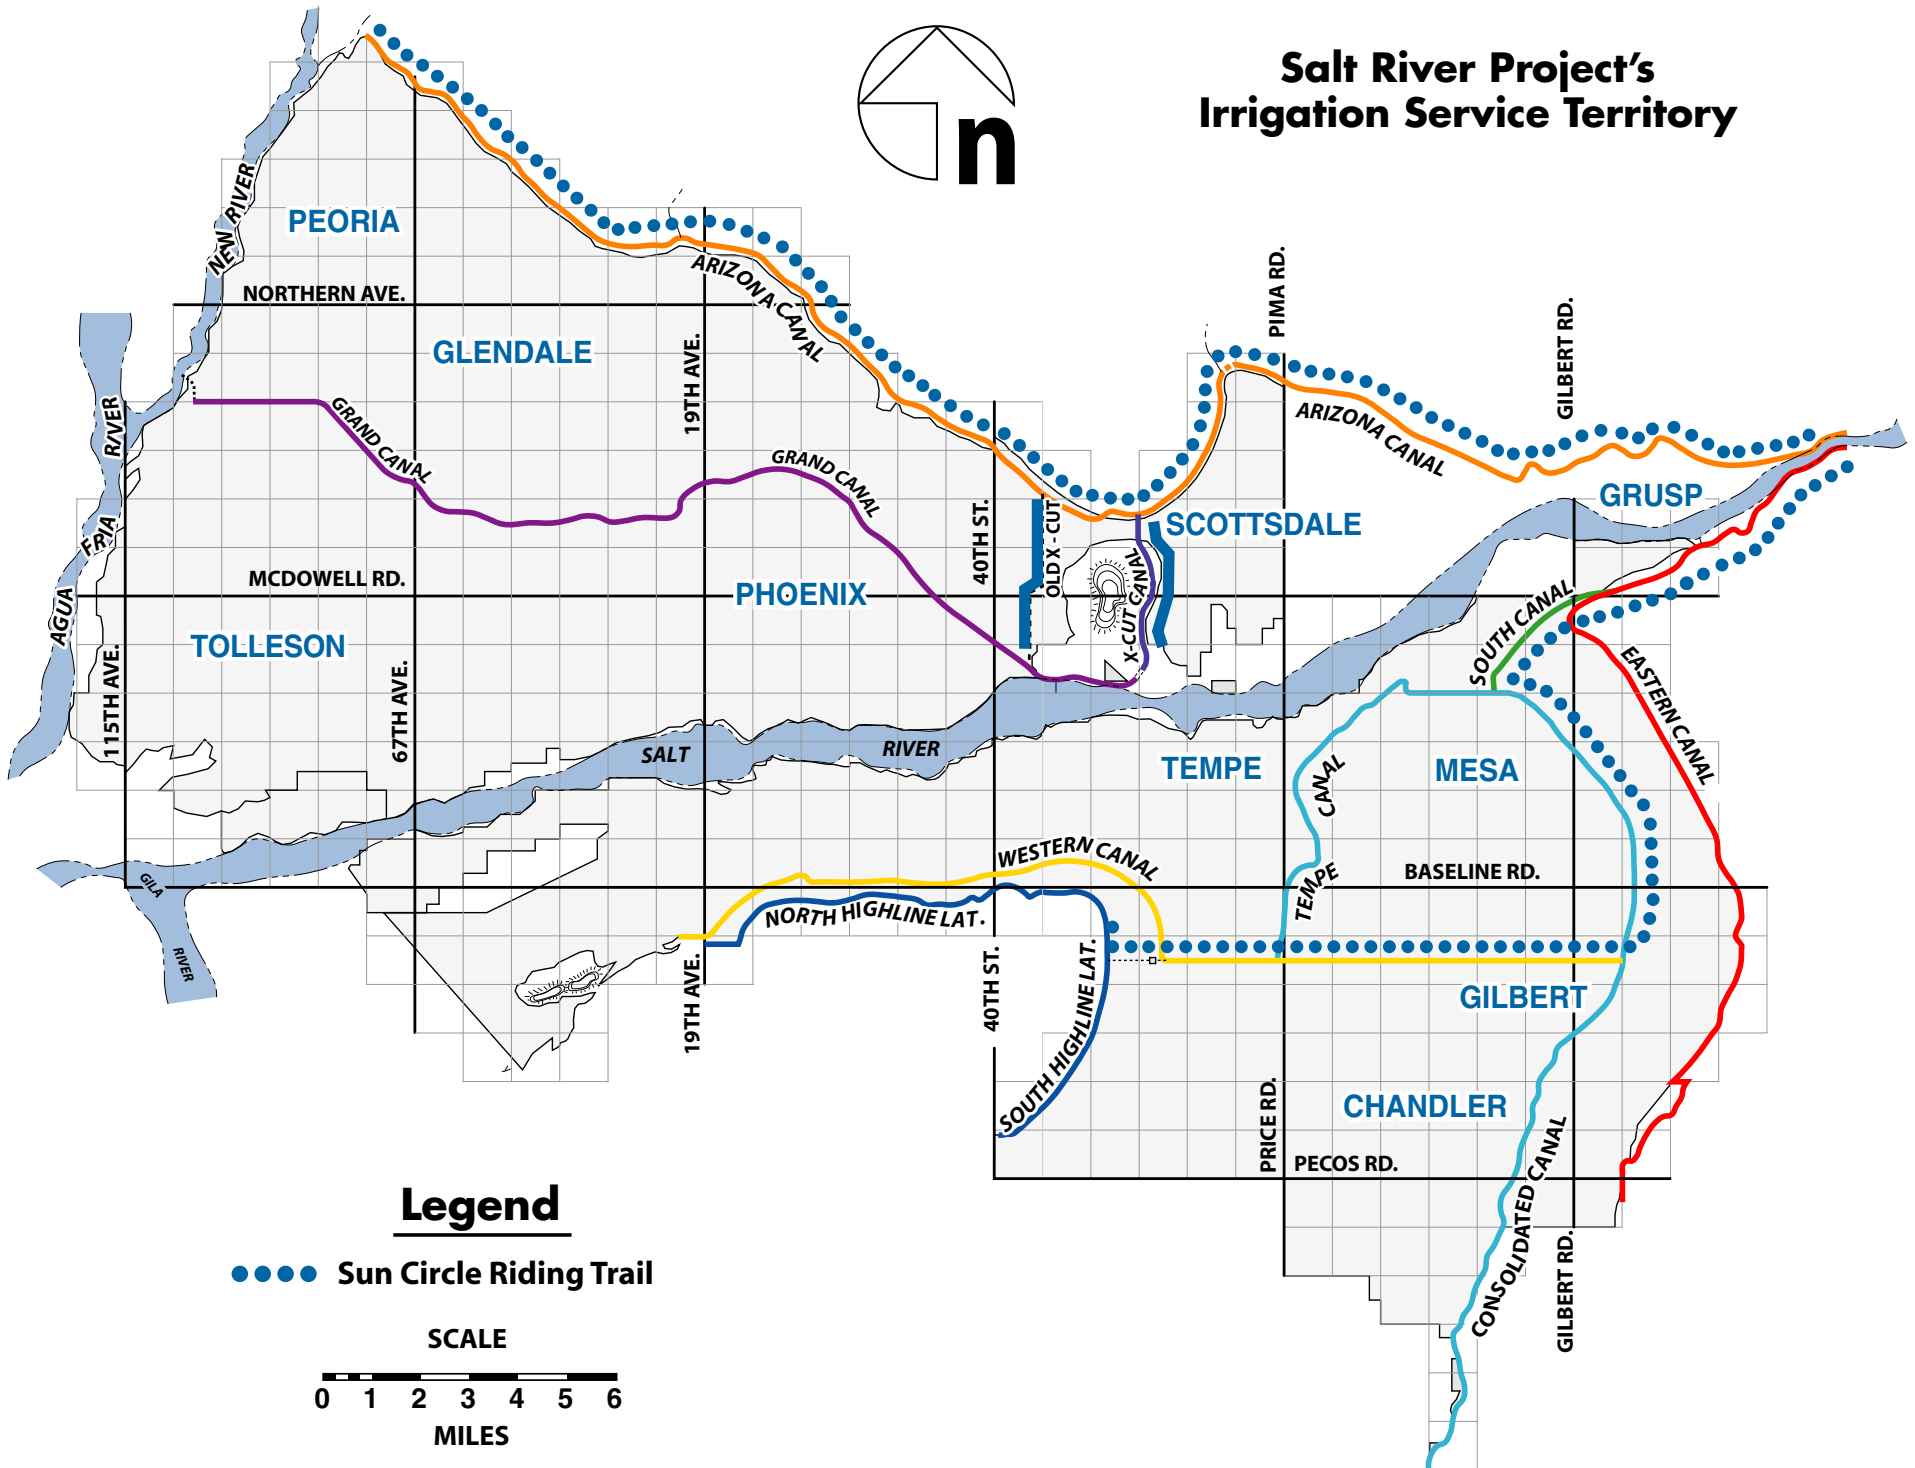 Salt River Project's
Irrigation Service Territory
n
NEW RIVER
PEORIA
NORTHERN AVE.
GLENDALE
19TH AVE.
ARIZONA CANAL
PIMA RD.
GILBERT RD.
ARIZONA CANAL
AGUA FRIA RIVER
GRAND CANAL
GRAND CANAL
40TH ST.
OLD X - CUT
SCOTTSDALE
GRUSP
MCDOWELL RD.
PHOENIX
X-CUT CANAL
SOUTH CANAL
TOLLESON
EASTERN CANAL
115TH AVE.
67TH AVE.
SALT RIVER
TEMPE
MESA
TEMPE CANAL
WESTERN CANAL
BASELINE RD.
GILA RIVER
NORTH HIGHLINE LAT.
19TH AVE.
40TH ST.
SOUTH HIGHLINE LAT.
GILBERT
CHANDLER
PRICE RD.
PECOS RD.
CONSOLIDATED CANAL
GILBERT RD.
Legend
Sun Circle Riding Trail
SCALE
0 1 2 3 4 5 6
MILES